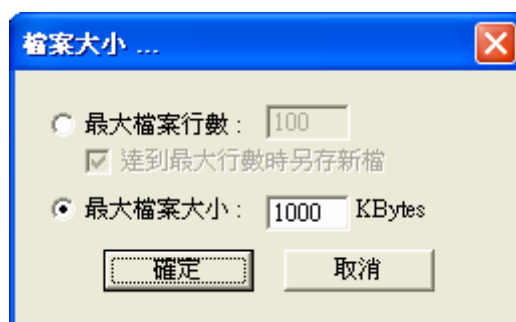 檔案大小 ...
最大檔案行數： 100
達到最大行數時另存新檔
最大檔案大小： 1000 KBytes
確定 取消